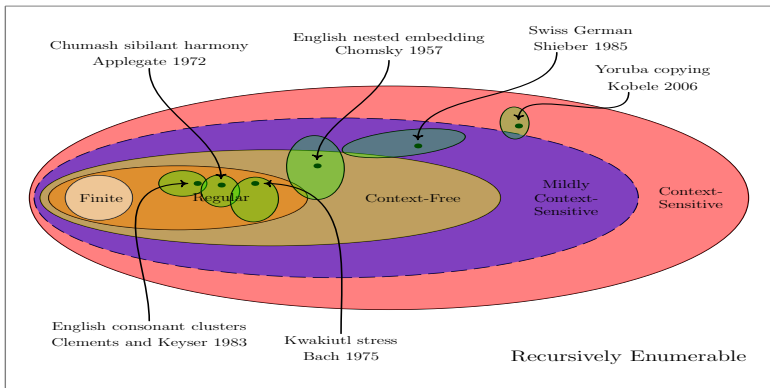 Chumash sibilant harmony
Applegate 1972
English nested embedding
Chomsky 1957
Swiss German
Shieber 1985
Yoruba copying
Kobele 2006
Finite
Regular
Context-Free
Mildly
Context-
Sensitive
Context-
Sensitive
English consonant clusters
Clements and Keyser 1983
Kwakiutl stress
Bach 1975
Recursively Enumerable